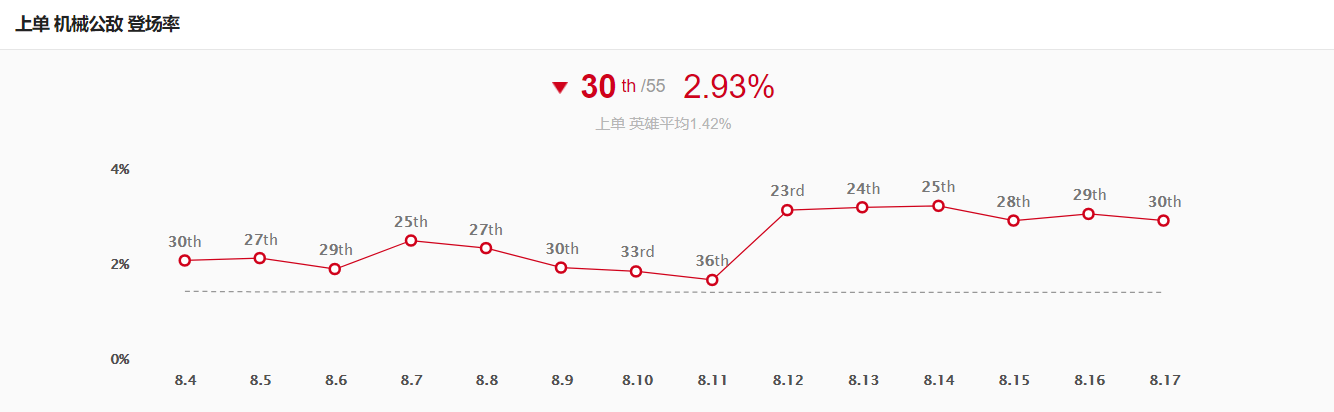 上单 机械公敌 登场率
▼ 30 th /55 2.93%
上单 英雄平均1.42%
4%
2%
0%
30th 27th 29th 25th 27th 30th 33rd 36th 23rd 24th 25th 28th 29th 30th
8.4 8.5 8.6 8.7 8.8 8.9 8.10 8.11 8.12 8.13 8.14 8.15 8.16 8.17